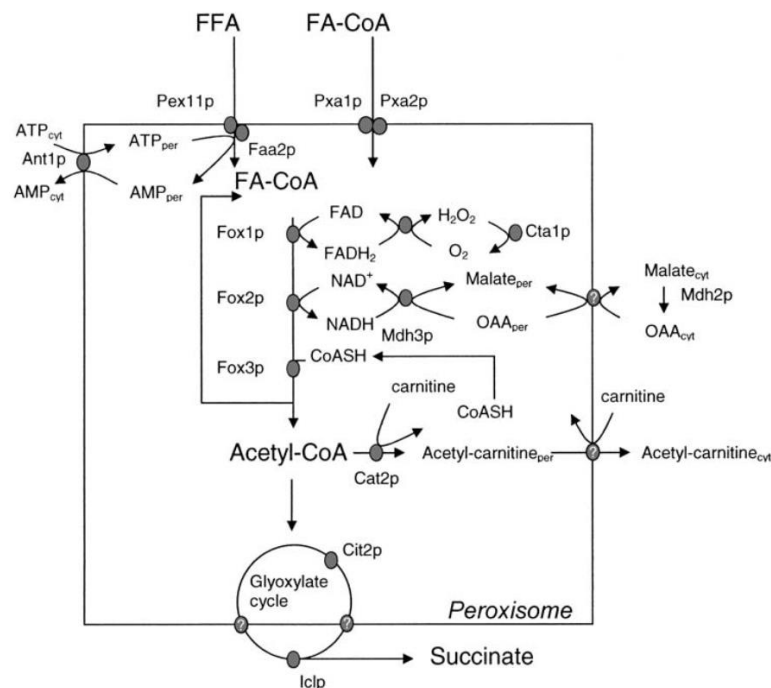 FFA FA-CoA
Pex11p Pxa1p Pxa2p
ATPcyt ATPper Faa2p
Ant1p
AMPcyt AMPper FA-CoA
Fox1p FAD H₂O₂ Cta1p
FADH₂ O₂
Fox2p NAD⁺ Malateper Malatecyt
? Mdh2p
NADH Mdh3p OAAper OAAcyt
Fox3p CoASH
carnitine CoASH carnitine
Acetyl-CoA Acetyl-carnitineper ? Acetyl-carnitinecyt
Cat2p
Cit2p
Glyoxylate
cycle
? ? Peroxisome
Succinate
Iclp